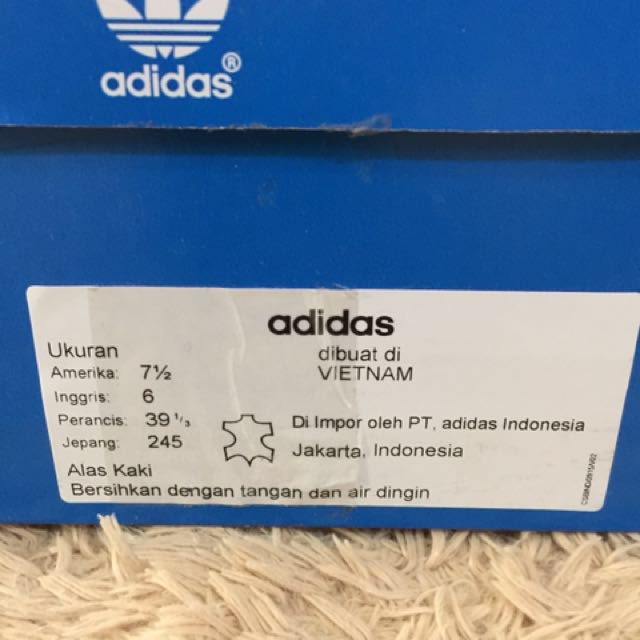 adidas®
adidas
Ukuran
Amerika: 7½
Inggris: 6
Perancis: 39 ⅓
Jepang: 245
dibuat di
VIETNAM
Di Impor oleh PT, adidas Indonesia
Jakarta, Indonesia
Alas Kaki
Bersihkan dengan tangan dan air dingin